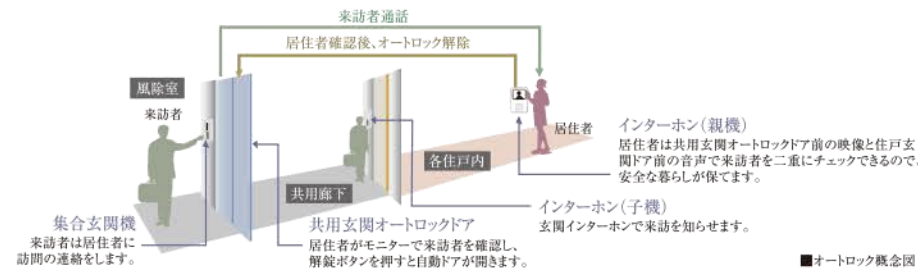 来訪者通話
居住者確認後、オートロック解除
風除室
来訪者
居住者
各住戸内
共用廊下
インターホン(親機)
居住者は共用玄関オートロックドア前の映像と住戸玄
関ドア前の音声で来訪者を二重にチェックできるので、
安全な暮らしが保てます。
インターホン(子機)
玄関インターホンで来訪を知らせます。
集合玄関機
来訪者は居住者に
訪問の連絡をします。
共用玄関オートロックドア
居住者がモニターで来訪者を確認し、
解錠ボタンを押すと自動ドアが開きます。
■オートロック概念図